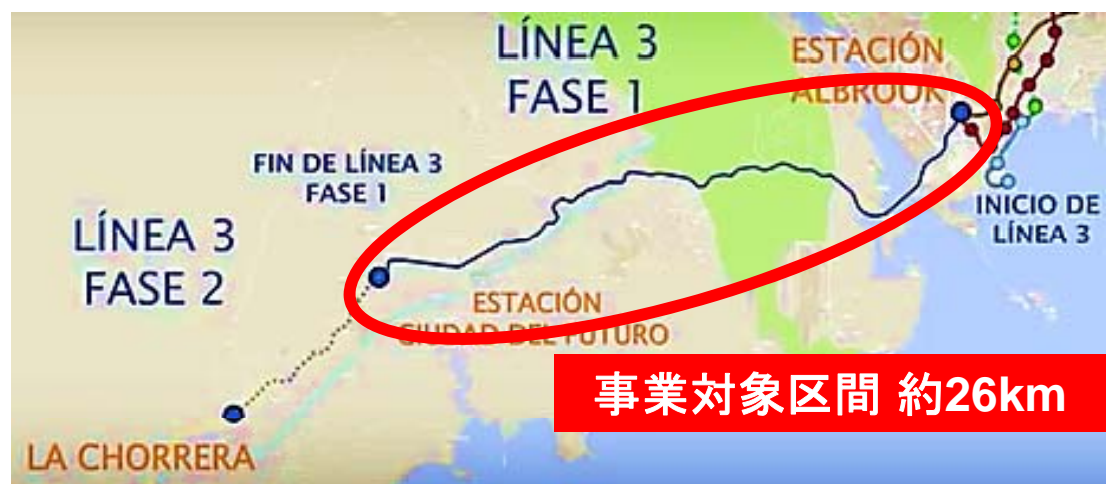 LÍNEA 3
FASE 1
ESTACIÓN
ALBROOK
FIN DE LÍNEA 3
FASE 1
INICIO DE
LÍNEA 3
LÍNEA 3
FASE 2
ESTACIÓN
CIUDAD DEL FUTURO
事業対象区間 約26km
LA CHORRERA